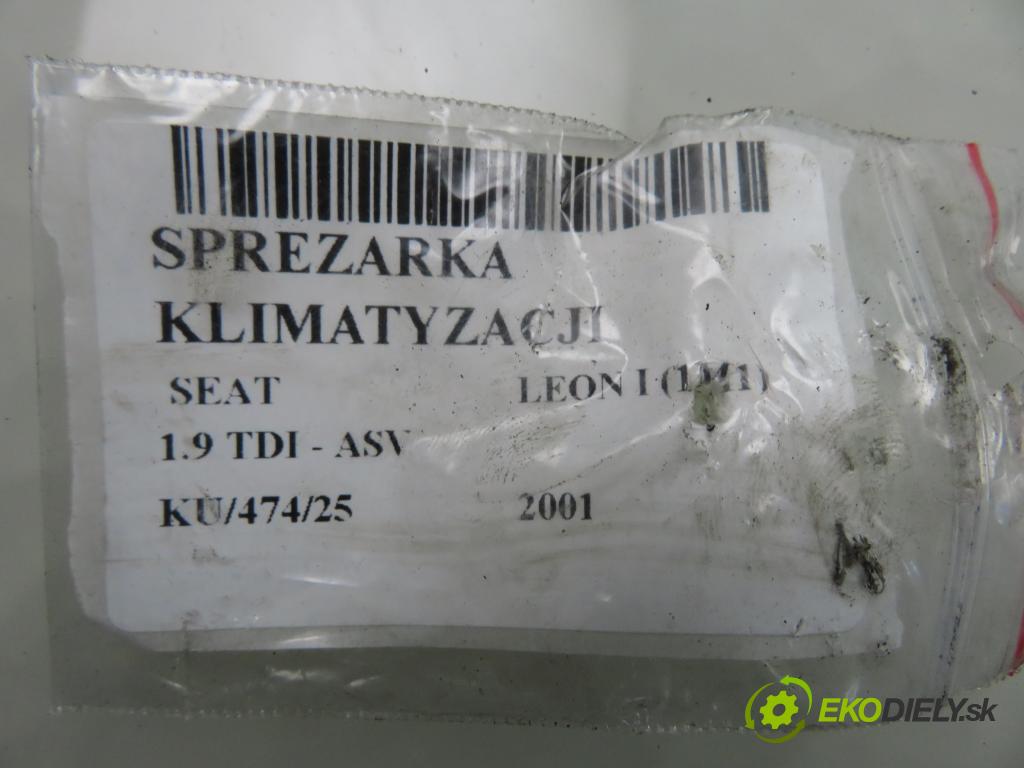 SPREZARKA
KLIMATYZACJI
SEAT LEON I (1M1)
1.9 TDI - ASV
KU/474/25 2001
EKODIELY.sk